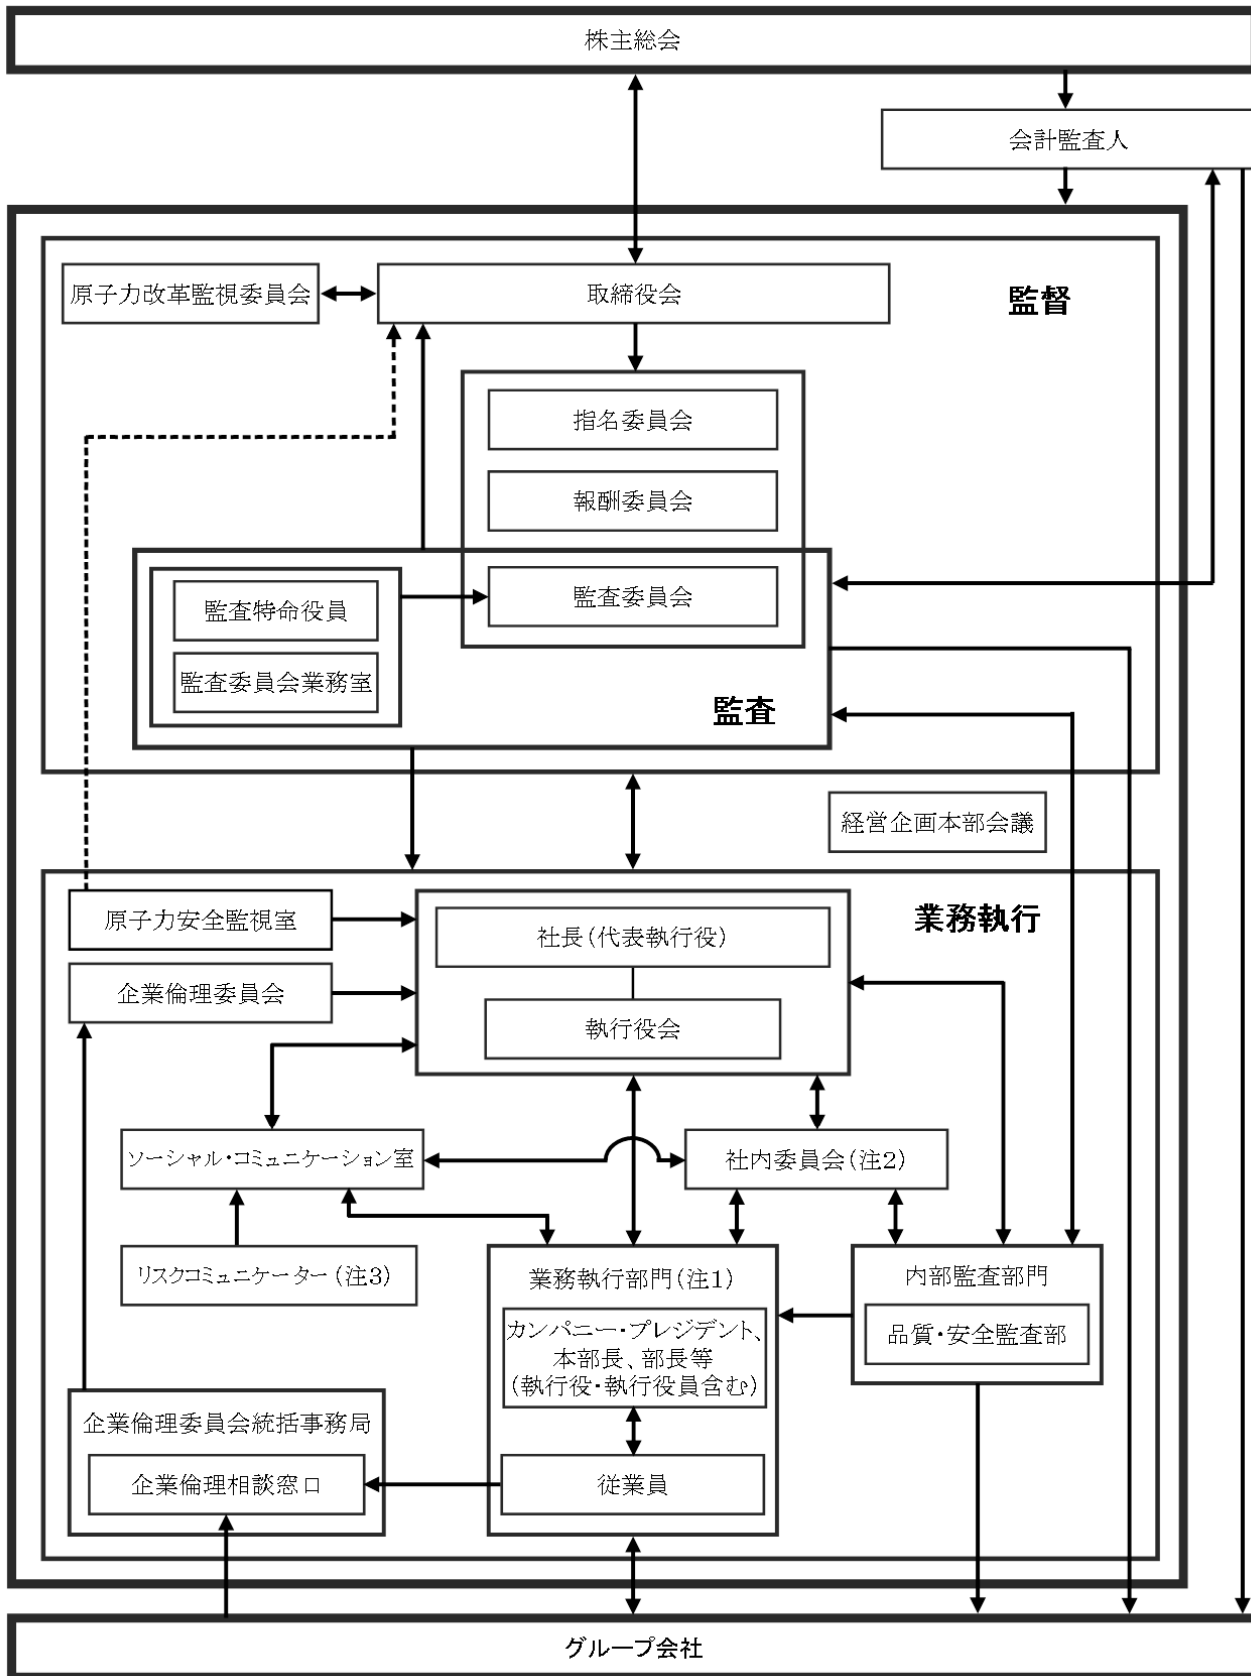 株主総会
会計監査人
原子力改革監視委員会
取締役会
監督
指名委員会
報酬委員会
監査特命役員
監査委員会
監査委員会業務室
監査
経営企画本部会議
原子力安全監視室
社長(代表執行役)
業務執行
企業倫理委員会
執行役会
ソーシャル・コミュニケーション室
社内委員会(注2)
リスクコミュニケーター(注3)
業務執行部門(注1)
内部監査部門
カンパニー・プレジデント、
本部長、部長等
(執行役・執行役員含む)
品質・安全監査部
企業倫理委員会統括事務局
企業倫理相談窓口
従業員
グループ会社